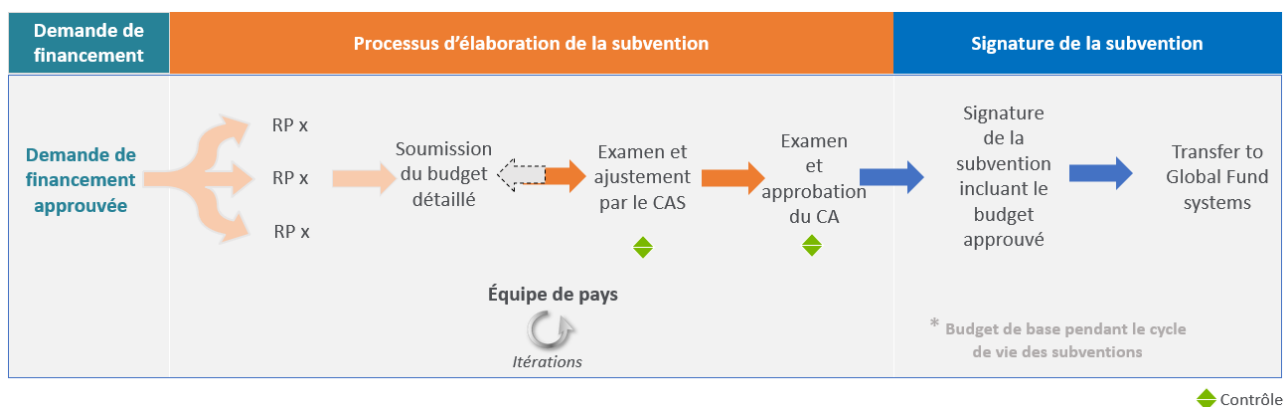 Demande de
financement
Processus d’élaboration de la subvention
Signature de la subvention
Demande de
financement
approuvée
RP x
RP x
RP x
Soumission
du budget
détaillé
Examen et
ajustement
par le CAS
Examen
et
approbation
du CA
Signature
de la
subvention
incluant le
budget
approuvé
Transfer to
Global Fund
systems
Équipe de pays
Itérations
* Budget de base pendant le cycle
de vie des subventions
Contrôle